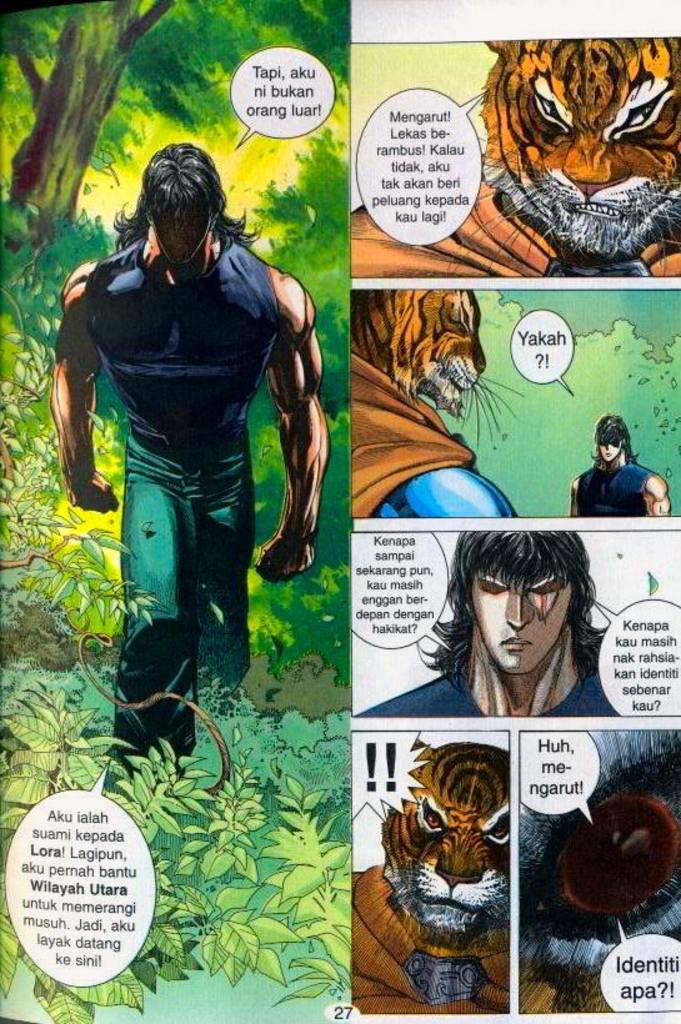 Tapi, aku
ni bukan
orang luar!
Aku ialah
suami kepada
Lora! Lagipun,
aku pernah bantu
Wilayah Utara
untuk memerangi
musuh. Jadi, aku
layak datang
ke sini!
Mengarut!
Lekas be-
rambus! Kalau
tidak, aku
tak akan beri
peluang kepada
kau lagi!
Yakah
?!
Kenapa
sampai
sekarang pun,
kau masih
enggan ber-
depan dengan
hakikat?
Kenapa
kau masih
nak rahsia-
kan identiti
sebenar
kau?
!!
Huh,
me-
ngarut!
Identiti
apa?!
27